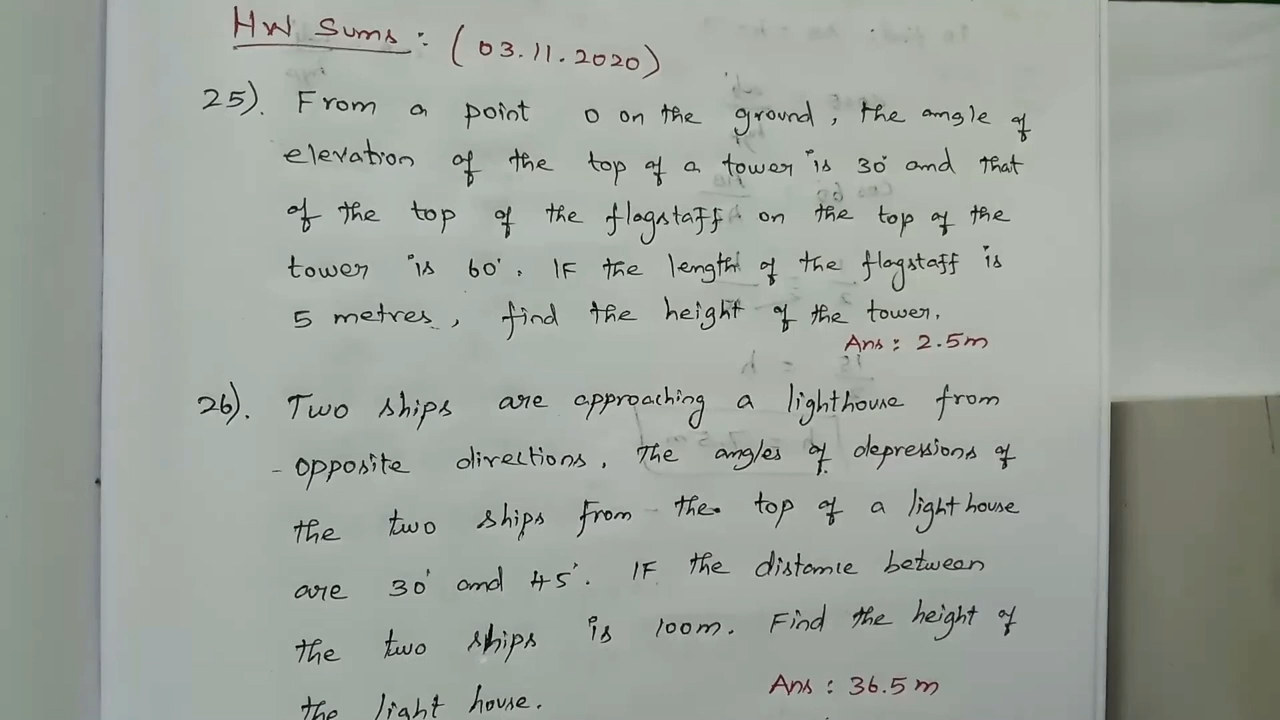 HW Sums : (03.11.2020)
25). From a point O on the ground, the angle of
elevation of the top of a tower is 30° and that
of the top of the flagstaff on the top of the
tower is 60°. IF the length of the flagstaff is
5 metres, find the height of the tower.
Ans : 2.5m
26). Two ships are approaching a lighthouse from
- opposite directions. The angles of depressions of
the two ships from the top of a light house
are 30° and 45°. IF the distance between
the two ships is 100m. Find the height of
the light house.
Ans : 36.5 m